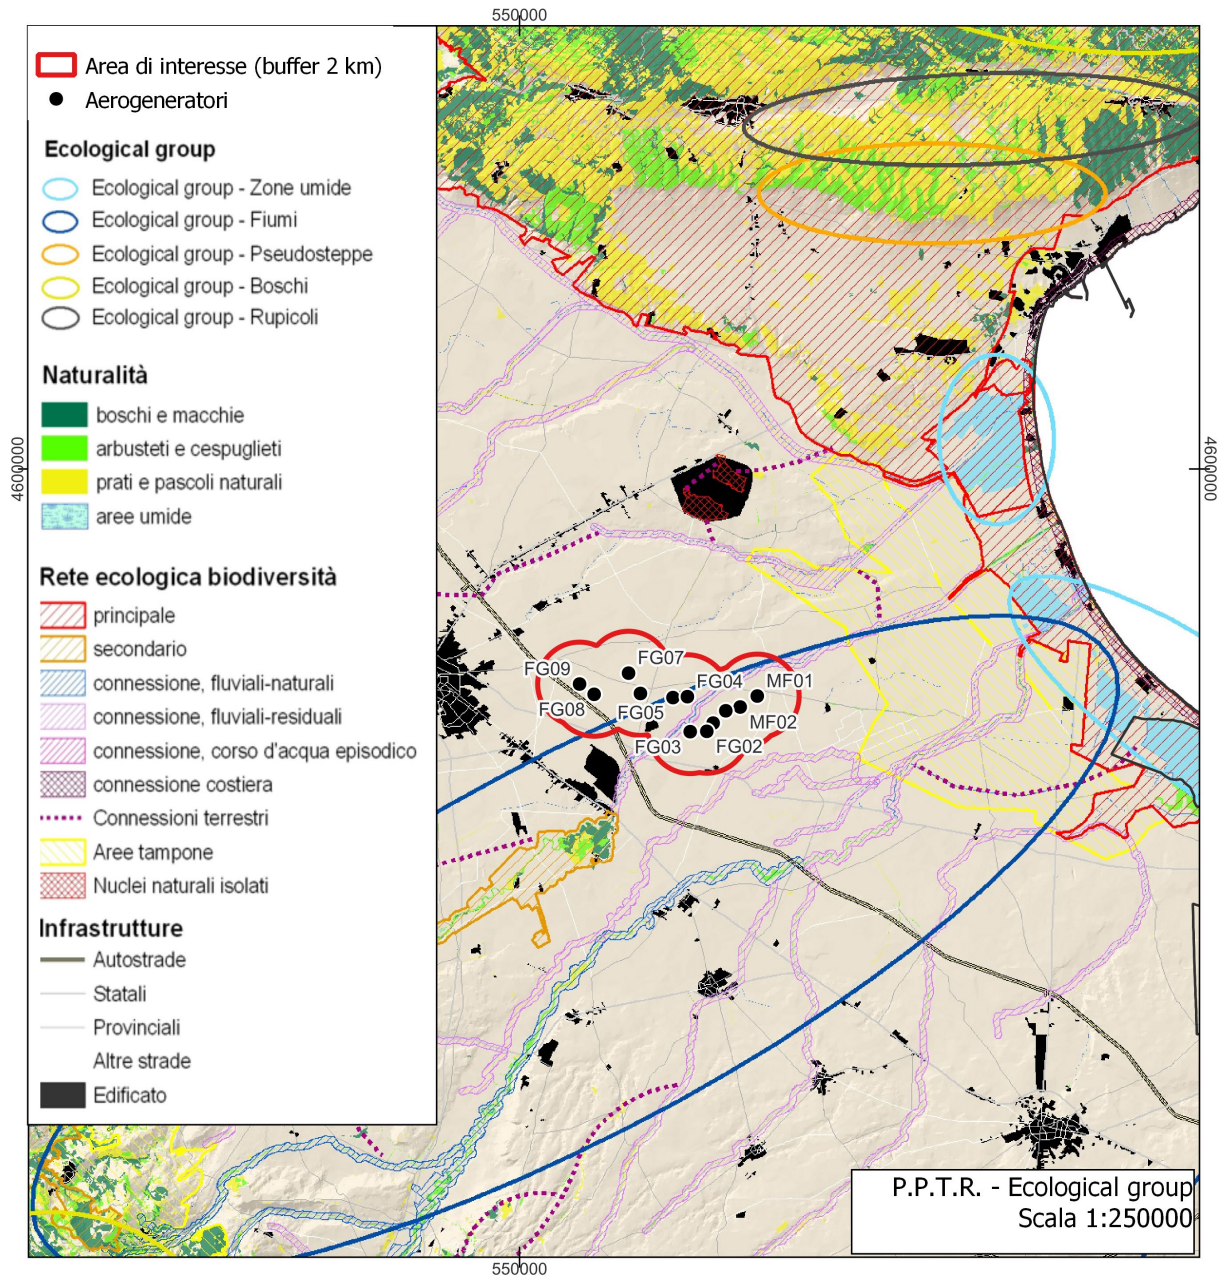 550000
Area di interesse (buffer 2 km)
Aerogeneratori
Ecological group
Ecological group - Zone umide
Ecological group - Fiumi
Ecological group - Pseudosteppe
Ecological group - Boschi
Ecological group - Rupicoli
Naturalità
boschi e macchie
arbusteti e cespuglieti
prati e pascoli naturali
aree umide
4600000
4600000
Rete ecologica biodiversità
principale
secondario
connessione, fluviali-naturali
connessione, fluviali-residuali
connessione, corso d'acqua episodico
connessione costiera
Connessioni terrestri
Aree tampone
Nuclei naturali isolati
Infrastrutture
Autostrade
Statali
Provinciali
Altre strade
Edificato
FG09
FG07
FG04
MF01
FG08
FG05
MF02
FG03
FG02
P.P.T.R. - Ecological group
Scala 1:250000
550000